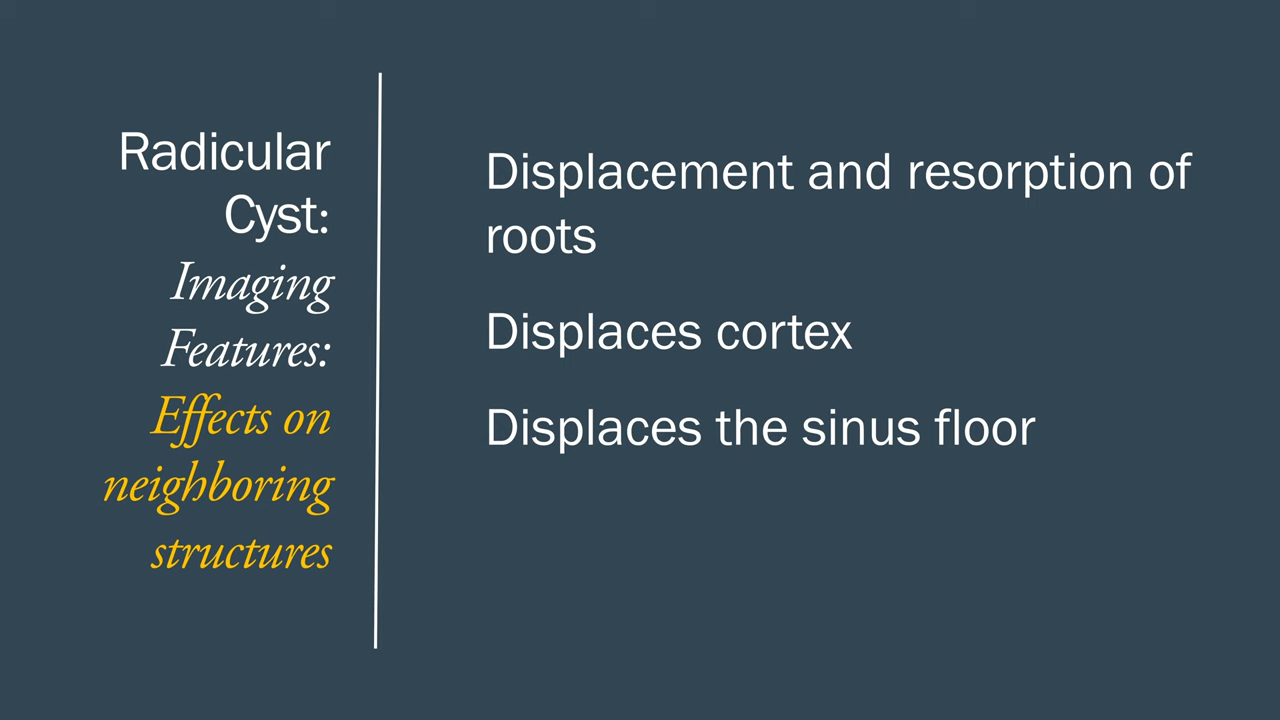 Radicular
Cyst:
Imaging
Features:
Effects on
neighboring
structures
Displacement and resorption of
roots
Displaces cortex
Displaces the sinus floor